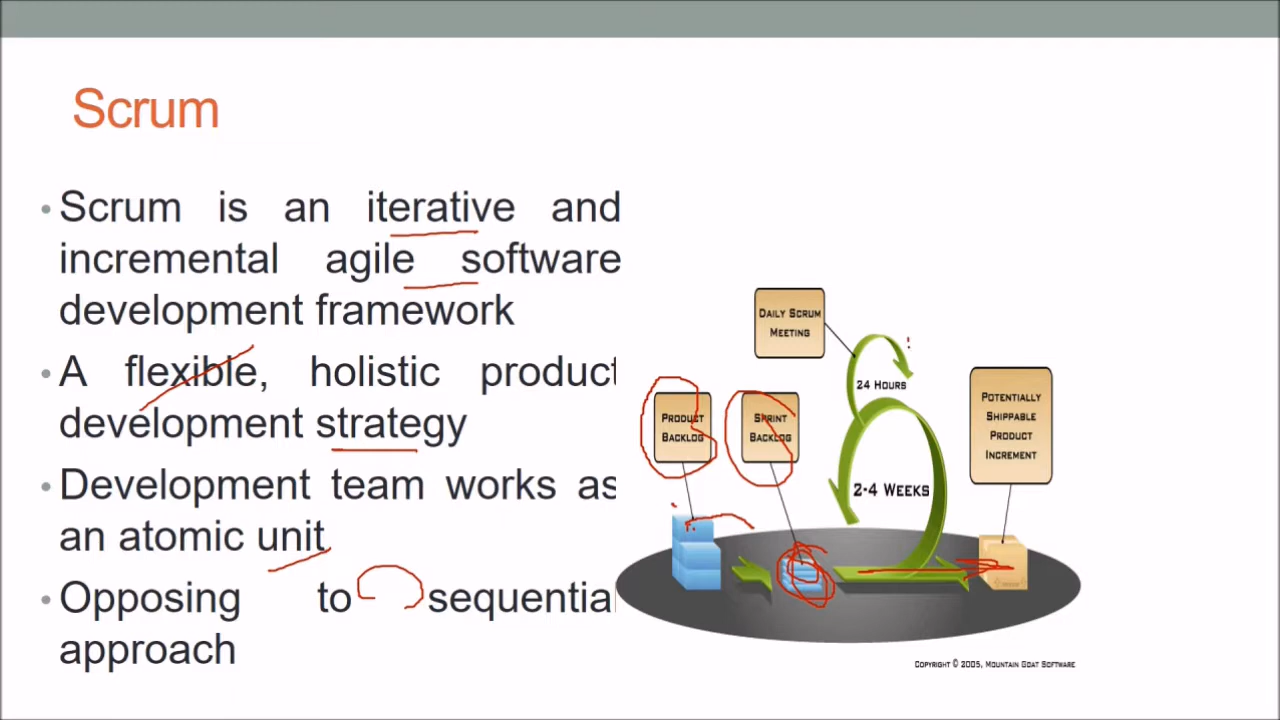 Scrum
• Scrum is an iterative and
incremental agile software
development framework
• A flexible, holistic product
development strategy
• Development team works as
an atomic unit
• Opposing to sequential
approach
DAILY SCRUM
MEETING
24 HOURS
PRODUCT
BACKLOG
SPRINT
BACKLOG
POTENTIALLY
SHIPPABLE
PRODUCT
INCREMENT
2-4 WEEKS
COPYRIGHT © 2005, MOUNTAIN GOAT SOFTWARE